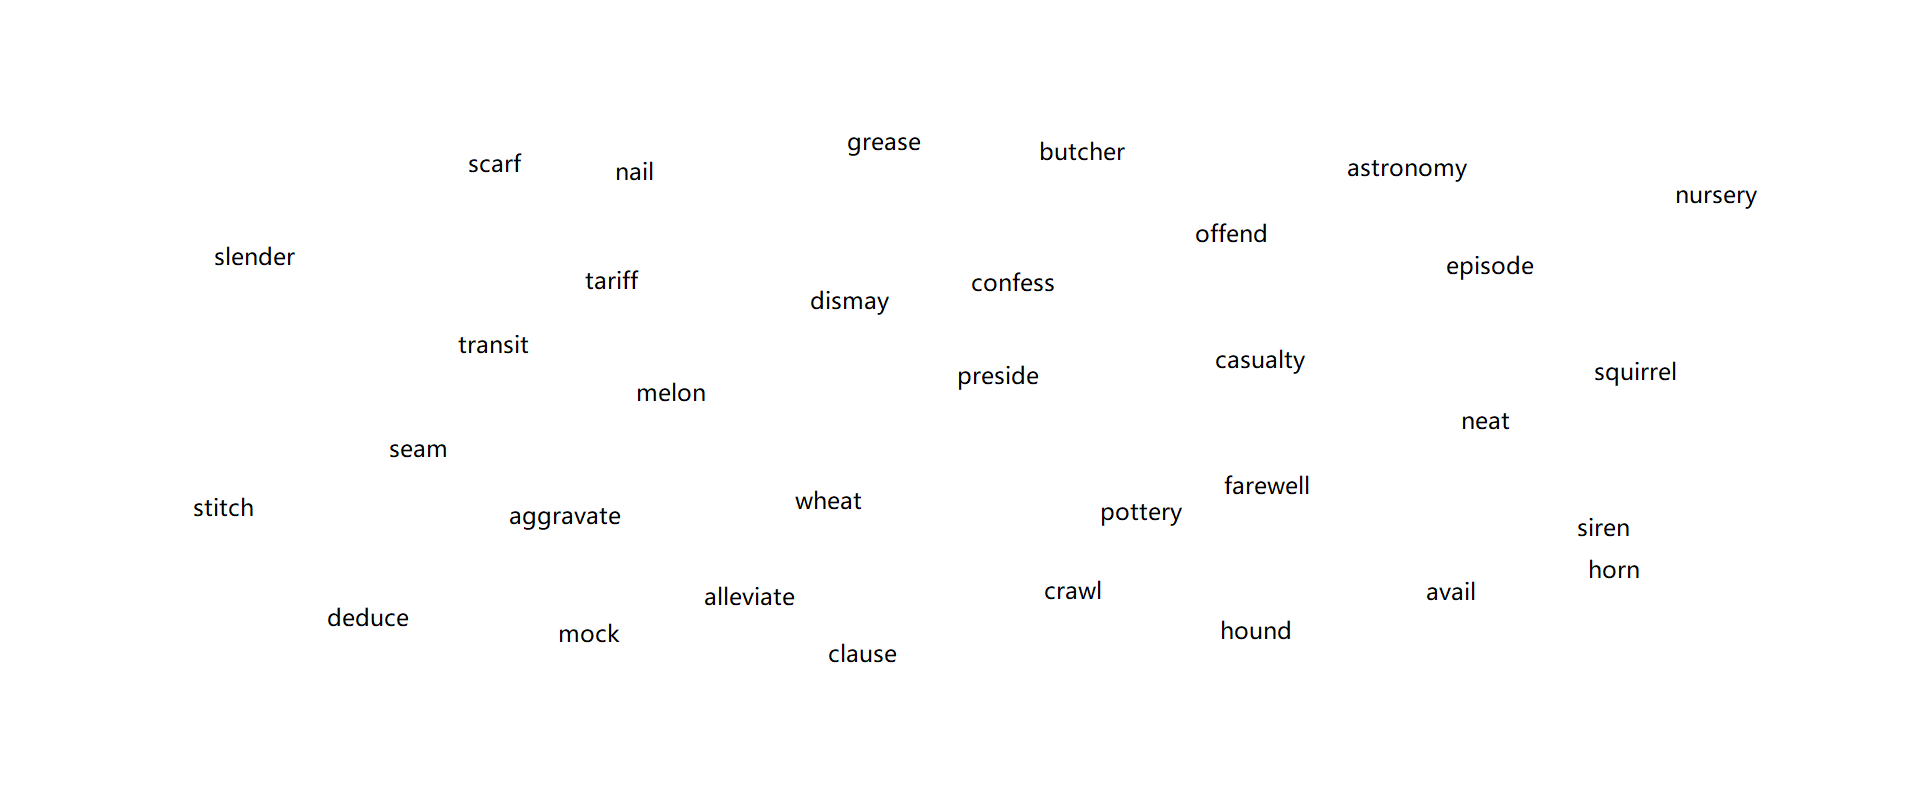 grease
butcher
scarf
nail
astronomy
nursery
offend
slender
episode
tariff
confess
dismay
transit
casualty
squirrel
preside
melon
neat
seam
farewell
wheat
stitch
pottery
aggravate
siren
horn
crawl
avail
alleviate
deduce
hound
mock
clause